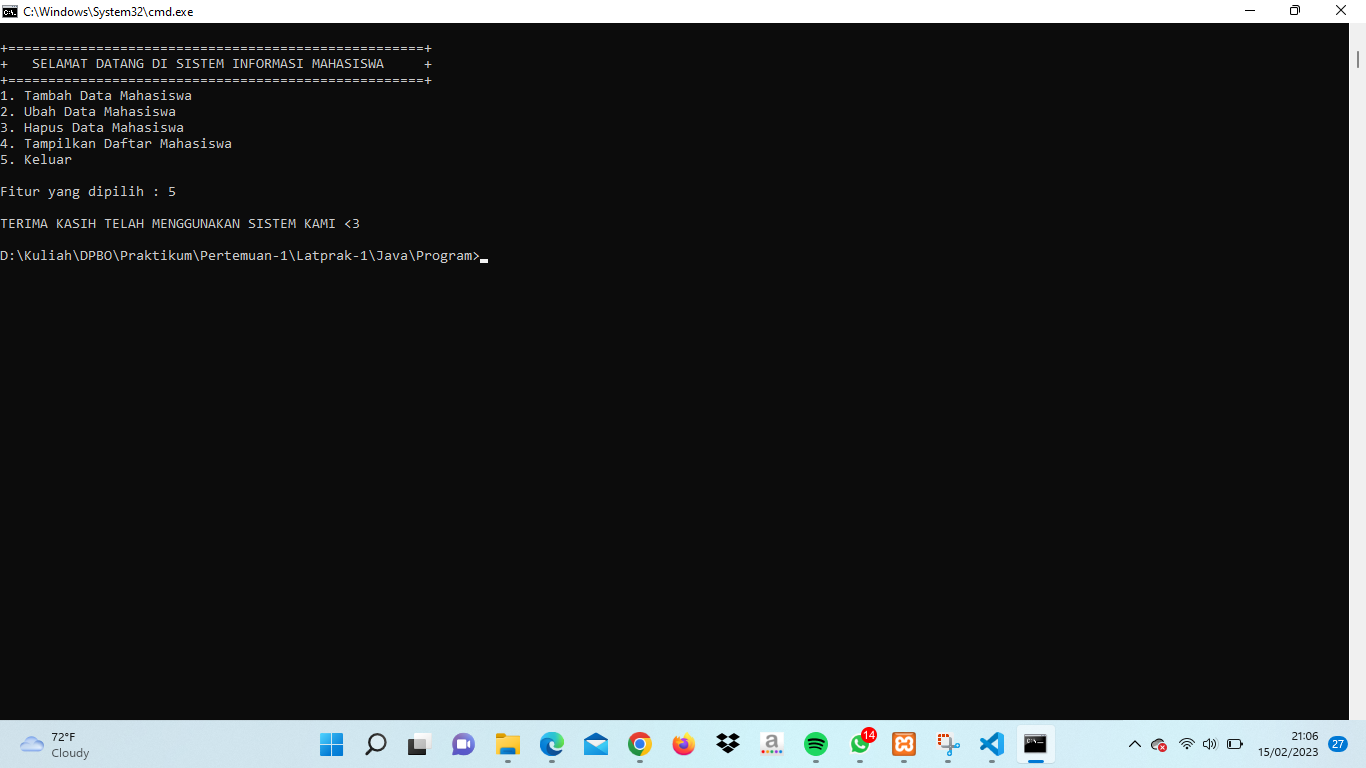 C:\Windows\System32\cmd.exe
+====================================================+
+   SELAMAT DATANG DI SISTEM INFORMASI MAHASISWA     +
+====================================================+
1. Tambah Data Mahasiswa
2. Ubah Data Mahasiswa
3. Hapus Data Mahasiswa
4. Tampilkan Daftar Mahasiswa
5. Keluar
Fitur yang dipilih : 5
TERIMA KASIH TELAH MENGGUNAKAN SISTEM KAMI <3
D:\Kuliah\DPBO\Praktikum\Pertemuan-1\Latprak-1\Java\Program>
72°F
Cloudy
a
14
21:06
15/02/2023
27